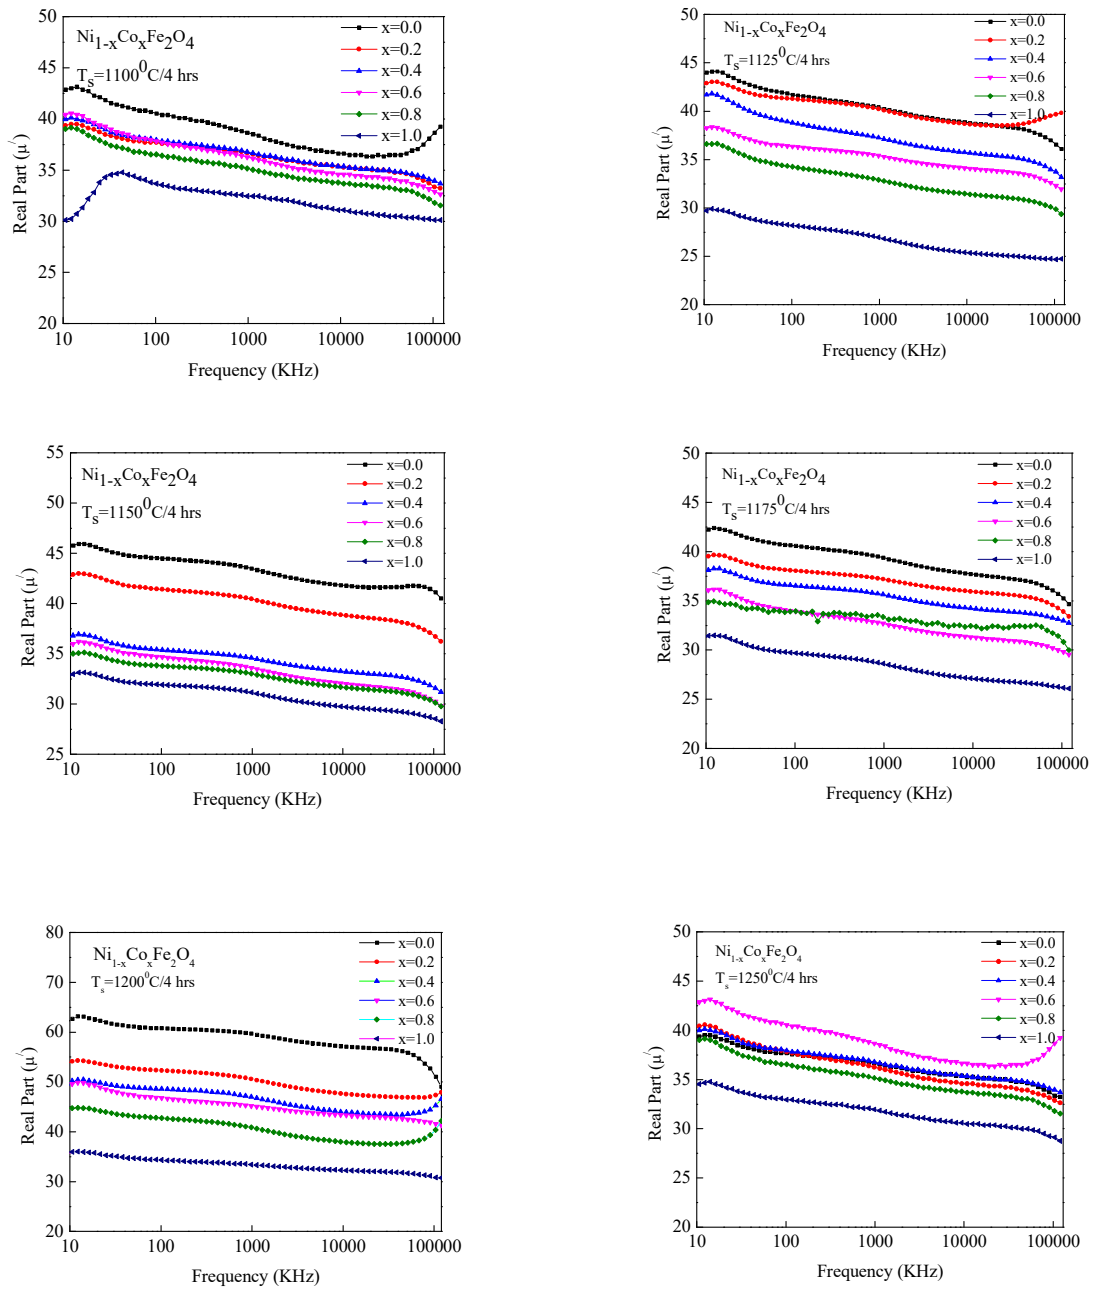 50
45
40
35
30
25
20
Real Part (μ/)
Ni1-xCoxFe2O4
Ts=1100⁰C/4 hrs
x=0.0
x=0.2
x=0.4
x=0.6
x=0.8
x=1.0
10 100 1000 10000 100000
Frequency (KHz)
50
45
40
35
30
25
20
Real Part (μ/)
Ni1-xCoxFe2O4
Ts=1125⁰C/4 hrs
x=0.0
x=0.2
x=0.4
x=0.6
x=0.8
x=1.0
10 100 1000 10000 100000
Frequency (KHz)
55
50
45
40
35
30
25
Real Part (μ/)
Ni1-xCoxFe2O4
Ts=1150⁰C/4 hrs
x=0.0
x=0.2
x=0.4
x=0.6
x=0.8
x=1.0
10 100 1000 10000 100000
Frequency (KHz)
50
45
40
35
30
25
20
Real Part (μ/)
Ni1-xCoxFe2O4
Ts=1175⁰C/4 hrs
x=0.0
x=0.2
x=0.4
x=0.6
x=0.8
x=1.0
10 100 1000 10000 100000
Frequency (KHz)
80
70
60
50
40
30
20
Real Part (μ/)
Ni1-xCoxFe2O4
Ts=1200⁰C/4 hrs
x=0.0
x=0.2
x=0.4
x=0.6
x=0.8
x=1.0
10 100 1000 10000 100000
Frequency (KHz)
50
45
40
35
30
25
20
Real Part (μ/)
Ni1-xCoxFe2O4
Ts=1250⁰C/4 hrs
x=0.0
x=0.2
x=0.4
x=0.6
x=0.8
x=1.0
10 100 1000 10000 100000
Frequency (KHz)